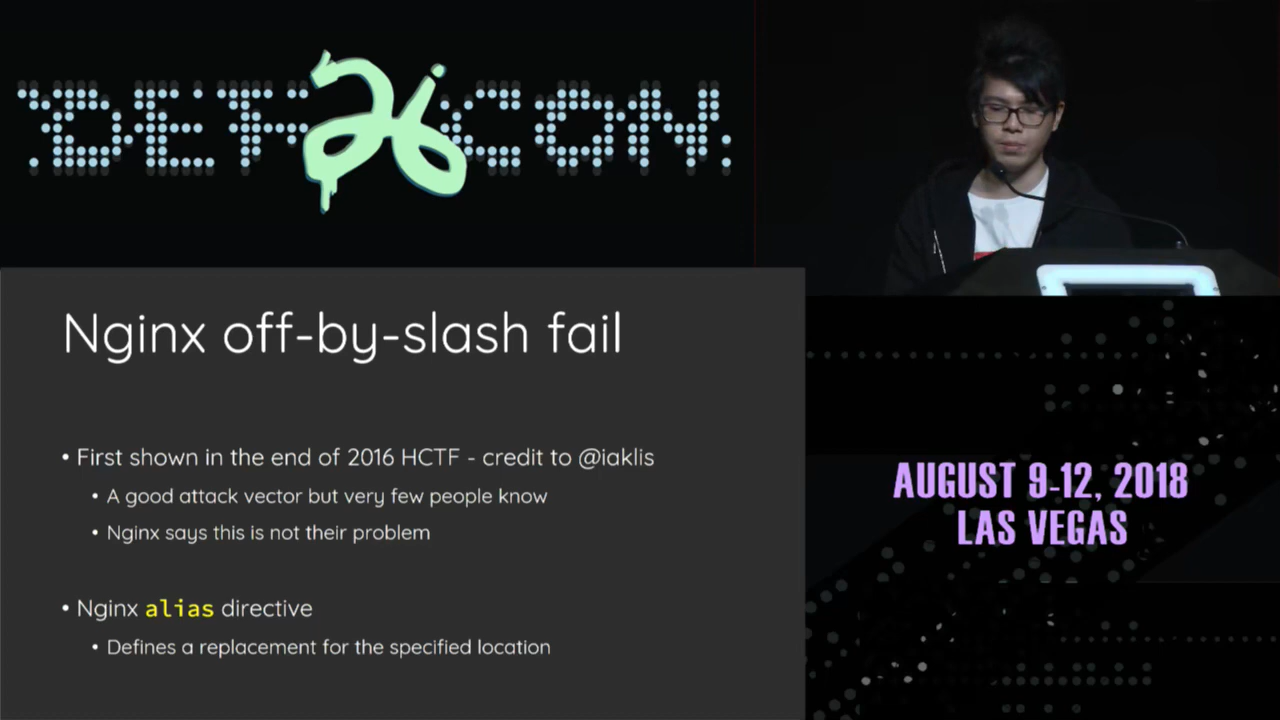 DEF 26 CON
Nginx off-by-slash fail
• First shown in the end of 2016 HCTF - credit to @iaklis
• A good attack vector but very few people know
• Nginx says this is not their problem
• Nginx alias directive
• Defines a replacement for the specified location
AUGUST 9-12, 2018
LAS VEGAS